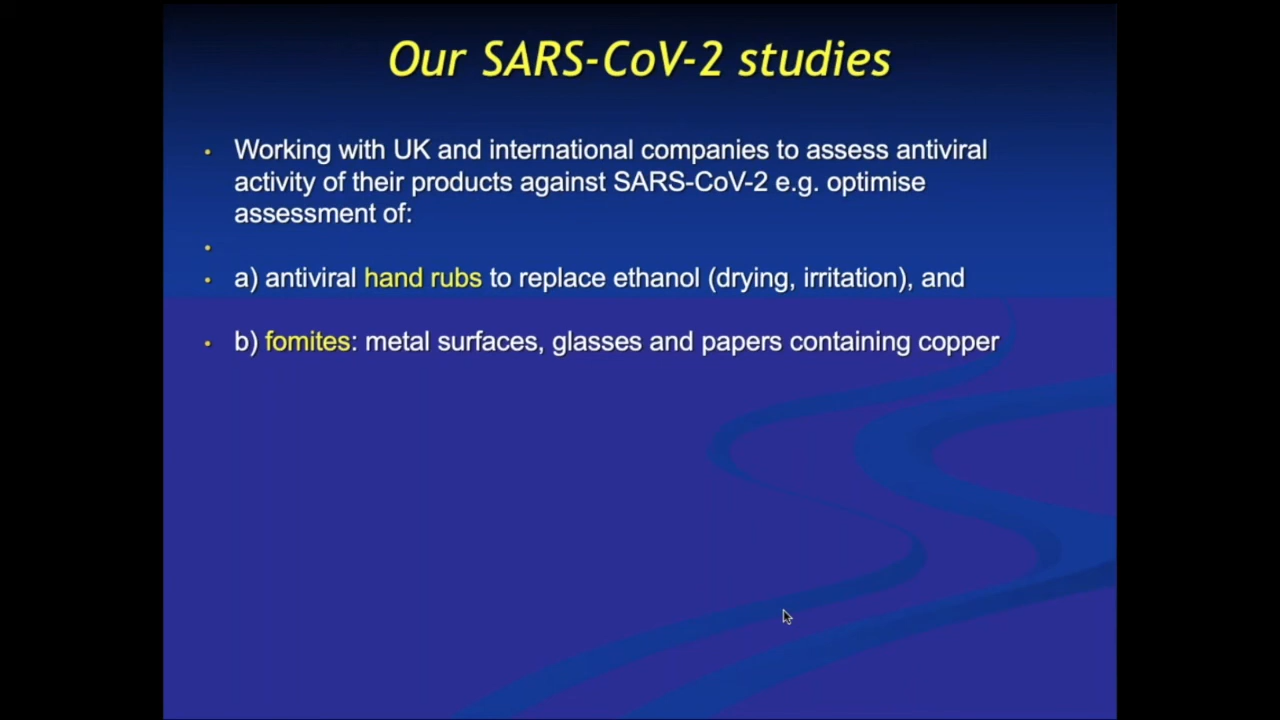 Our SARS-CoV-2 studies
• Working with UK and international companies to assess antiviral
activity of their products against SARS-CoV-2 e.g. optimise
assessment of:
•
• a) antiviral hand rubs to replace ethanol (drying, irritation), and
• b) fomites: metal surfaces, glasses and papers containing copper